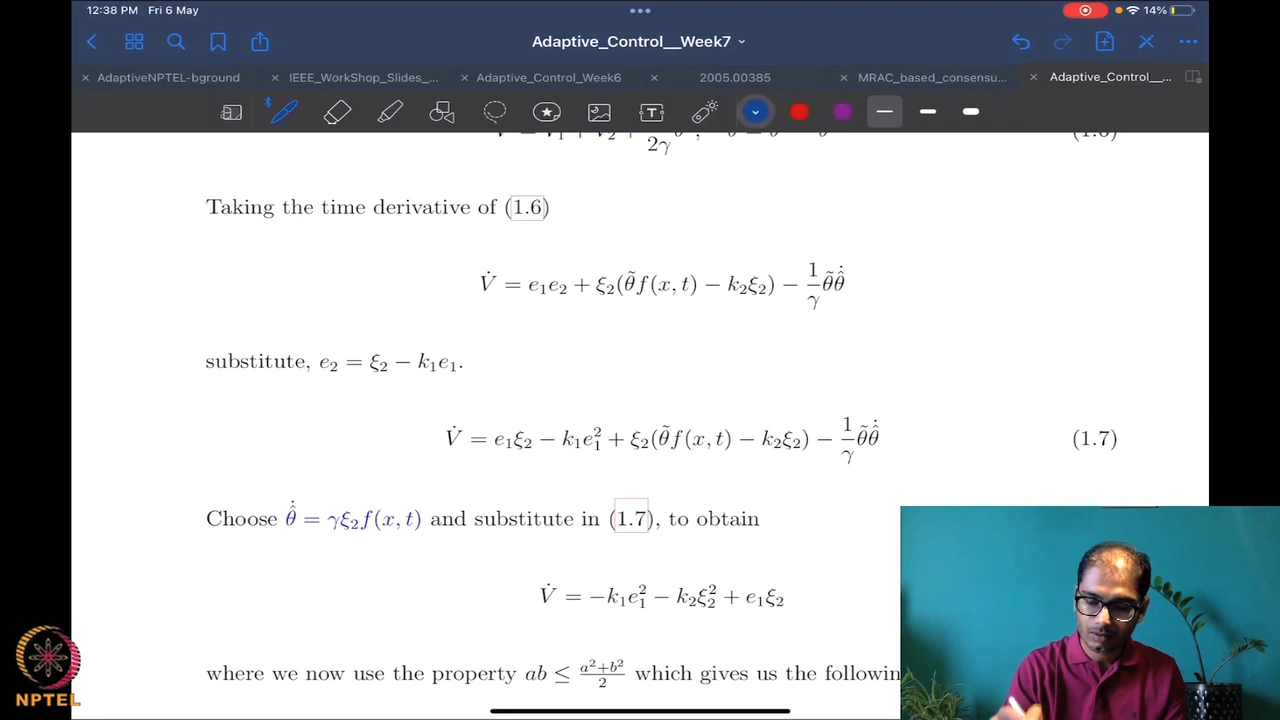 12:38 PM Fri 6 May
14%
Adaptive_Control__Week7
AdaptiveNPTEL-bground
IEEE_WorkShop_Slides_...
Adaptive_Control_Week6
2005.00385
MRAC_based_consensu...
Adaptive_Control__...
2γ
Taking the time derivative of (1.6)
V̇ = e₁e₂ + ξ₂(θ̃f(x, t) − k₂ξ₂) − 1/γ θ̃θ̂̇
substitute, e₂ = ξ₂ − k₁e₁.
V̇ = e₁ξ₂ − k₁e₁² + ξ₂(θ̃f(x, t) − k₂ξ₂) − 1/γ θ̃θ̂̇ (1.7)
Choose θ̂̇ = γξ₂f(x, t) and substitute in (1.7), to obtain
V̇ = −k₁e₁² − k₂ξ₂² + e₁ξ₂
where we now use the property ab ≤ (a²+b²)/2 which gives us the
NPTEL